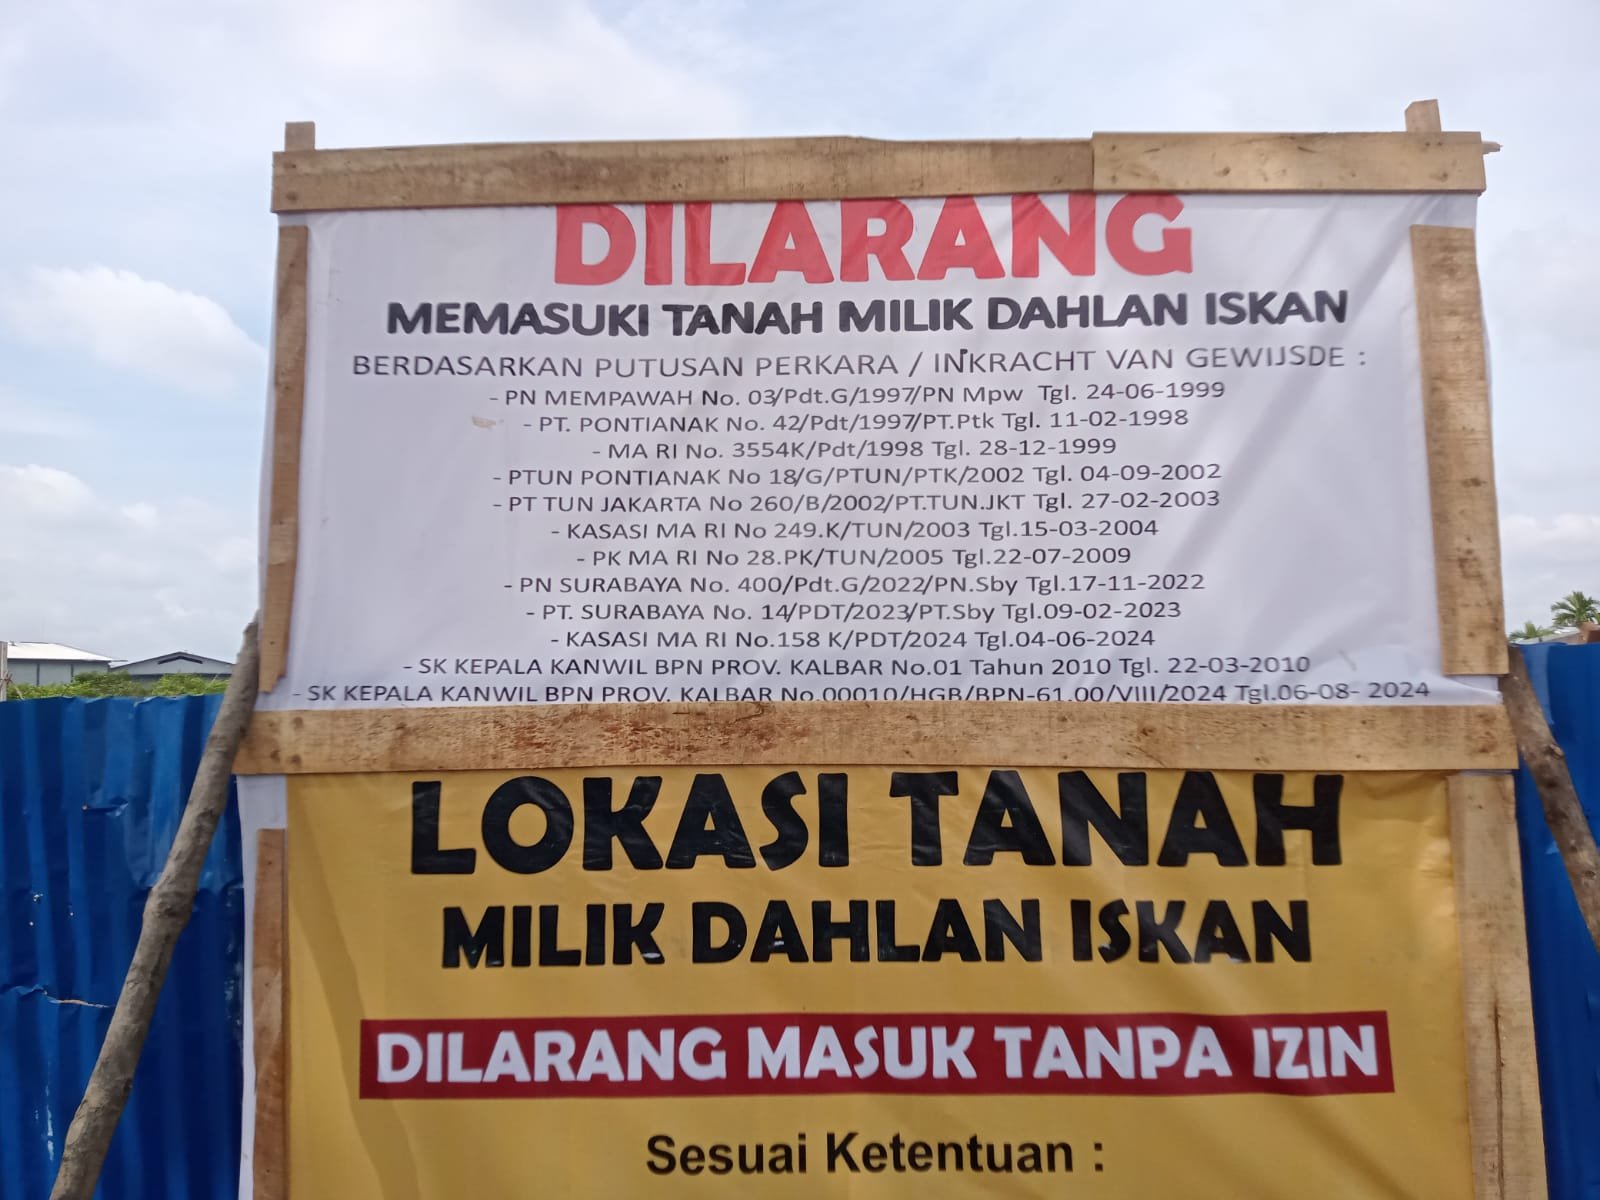 DILARANG
MEMASUKI TANAH MILIK DAHLAN ISKAN
BERDASARKAN PUTUSAN PERKARA / INKRACHT VAN GEWIJSDE :
- PN MEMPAWAH No. 03/Pdt.G/1997/PN Mpw Tgl. 24-06-1999
- PT. PONTIANAK No. 42/Pdt/1997/PT.Ptk Tgl. 11-02-1998
- MA RI No. 3554K/Pdt/1998 Tgl. 28-12-1999
- PTUN PONTIANAK No 18/G/PTUN/PTK/2002 Tgl. 04-09-2002
- PT TUN JAKARTA No 260/B/2002/PT.TUN.JKT Tgl. 27-02-2003
- KASASI MA RI No 249.K/TUN/2003 Tgl.15-03-2004
- PK MA RI No 28.PK/TUN/2005 Tgl.22-07-2009
- PN SURABAYA No. 400/Pdt.G/2022/PN.Sby Tgl.17-11-2022
- PT. SURABAYA No. 14/PDT/2023/PT.Sby Tgl.09-02-2023
- KASASI MA RI No.158 K/PDT/2024 Tgl.04-06-2024
- SK KEPALA KANWIL BPN PROV. KALBAR No.01 Tahun 2010 Tgl. 22-03-2010
- SK KEPALA KANWIL BPN PROV. KALBAR No.00010/HGB/BPN-61.00/VIII/2024 Tgl.06-08- 2024
LOKASI TANAH
MILIK DAHLAN ISKAN
DILARANG MASUK TANPA IZIN
Sesuai Ketentuan :